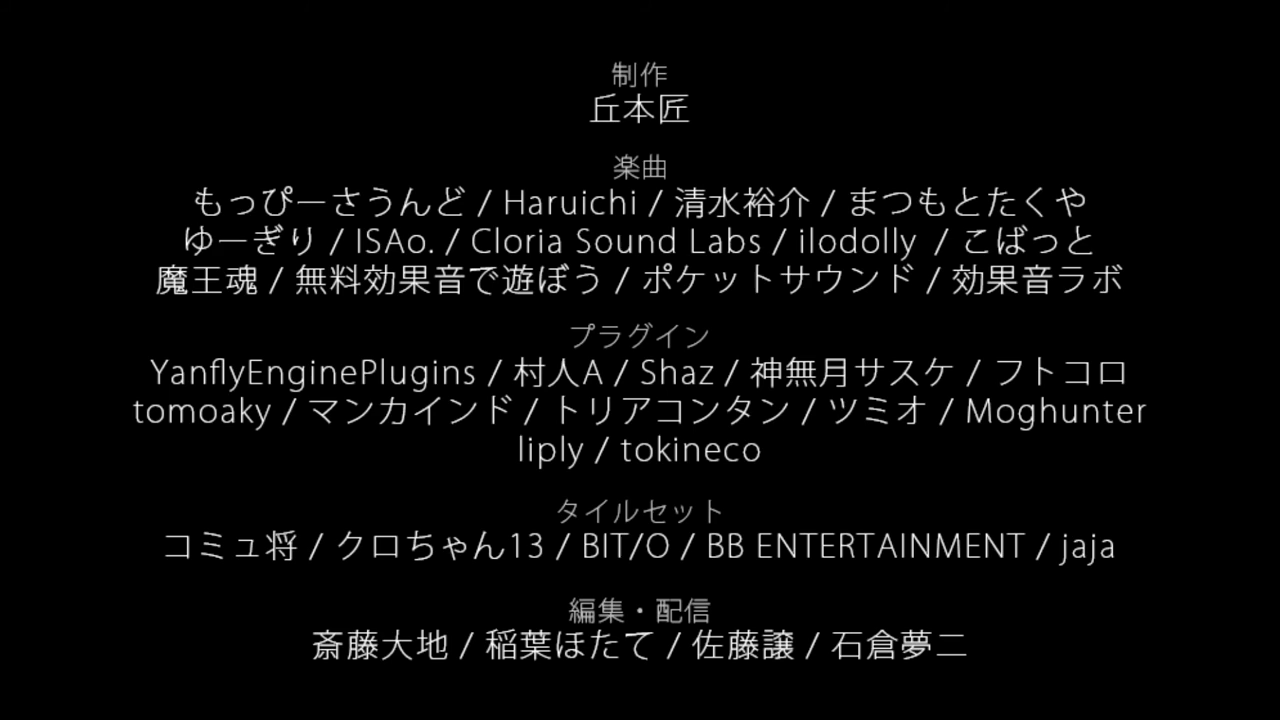 制作
丘本匠
楽曲
もっぴーさうんど / Haruichi / 清水裕介 / まつもとたくや
ゆーぎり / ISAo. / Cloria Sound Labs / ilodolly / こばっと
魔王魂 / 無料効果音で遊ぼう / ポケットサウンド / 効果音ラボ
プラグイン
YanflyEnginePlugins / 村人A / Shaz / 神無月サスケ / フトコロ
tomoaky / マンカインド / トリアコンタン / ツミオ / Moghunter
liply / tokineco
タイルセット
コミュ将 / クロちゃん13 / BIT/O / BB ENTERTAINMENT / jaja
編集・配信
斎藤大地 / 稲葉ほたて / 佐藤譲 / 石倉夢二